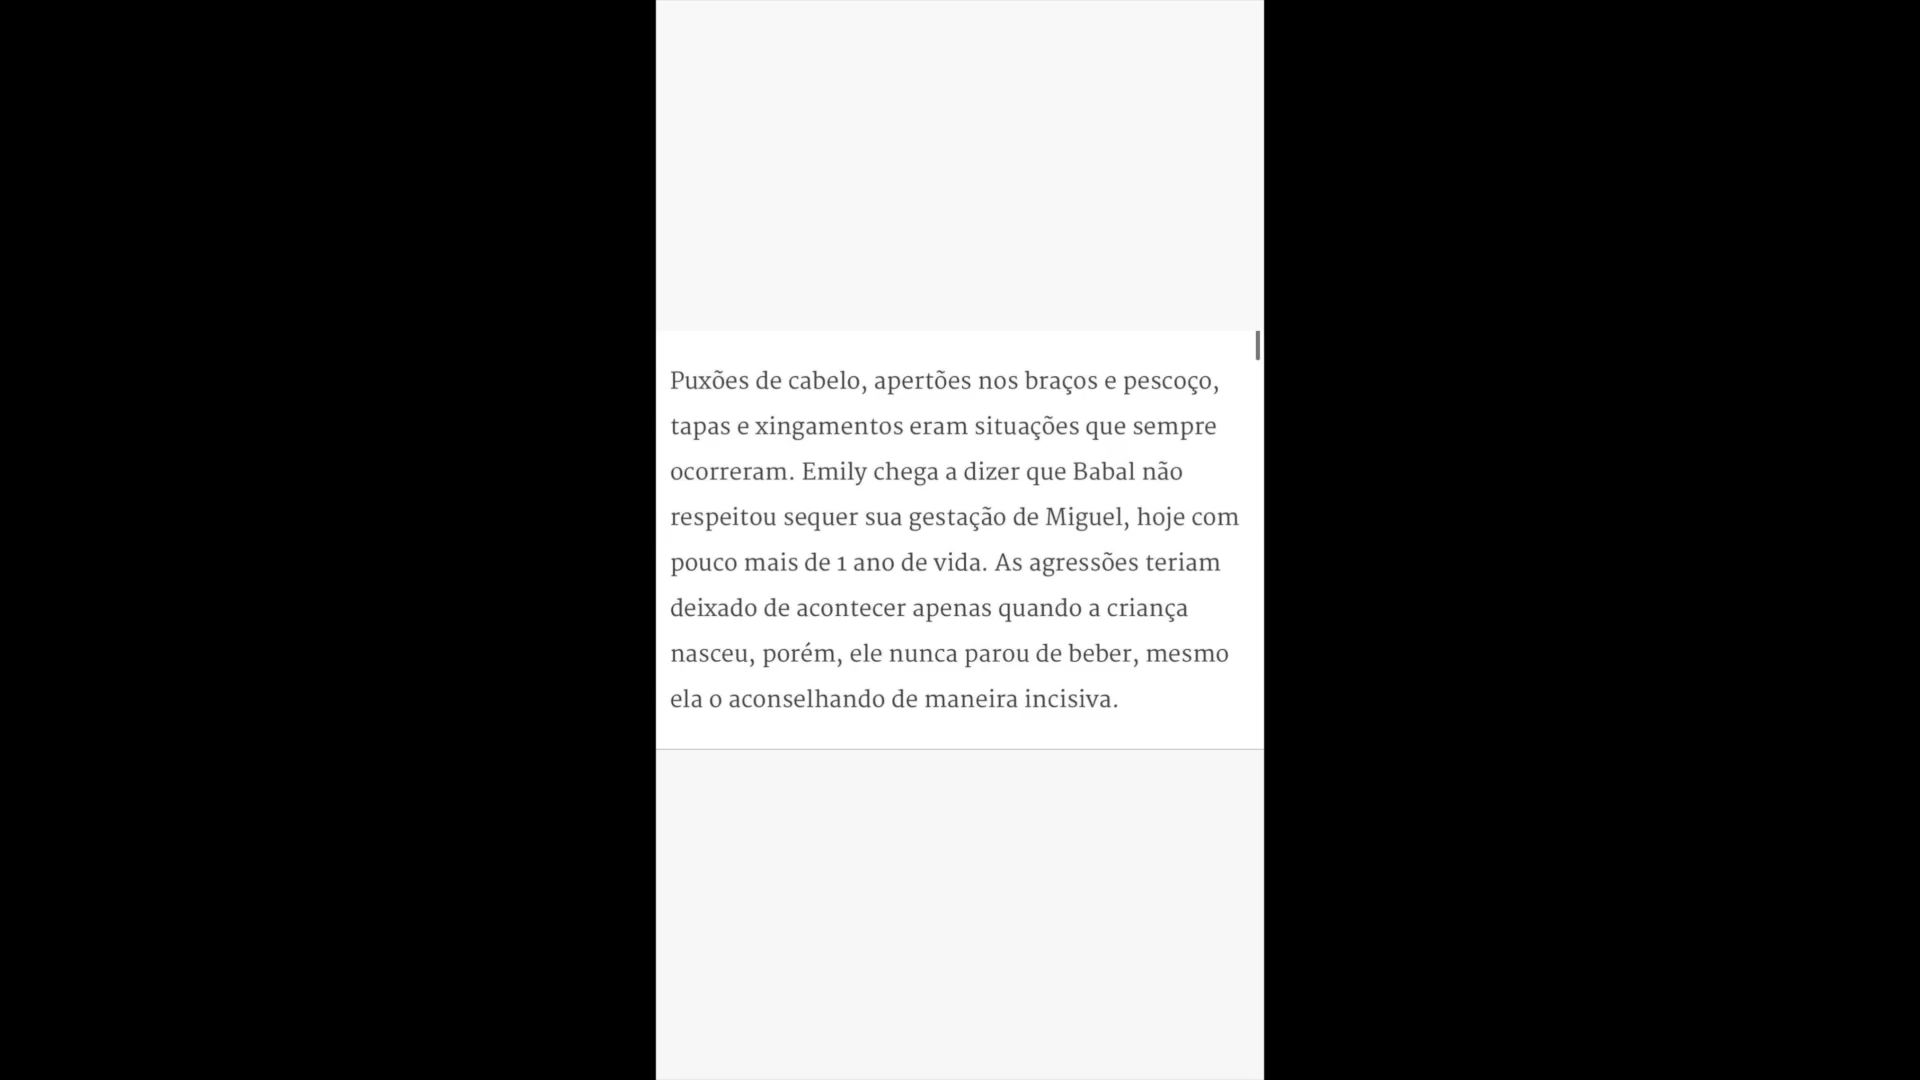 Puxões de cabelo, apertões nos braços e pescoço,
tapas e xingamentos eram situações que sempre
ocorreram. Emily chega a dizer que Babal não
respeitou sequer sua gestação de Miguel, hoje com
pouco mais de 1 ano de vida. As agressões teriam
deixado de acontecer apenas quando a criança
nasceu, porém, ele nunca parou de beber, mesmo
ela o aconselhando de maneira incisiva.